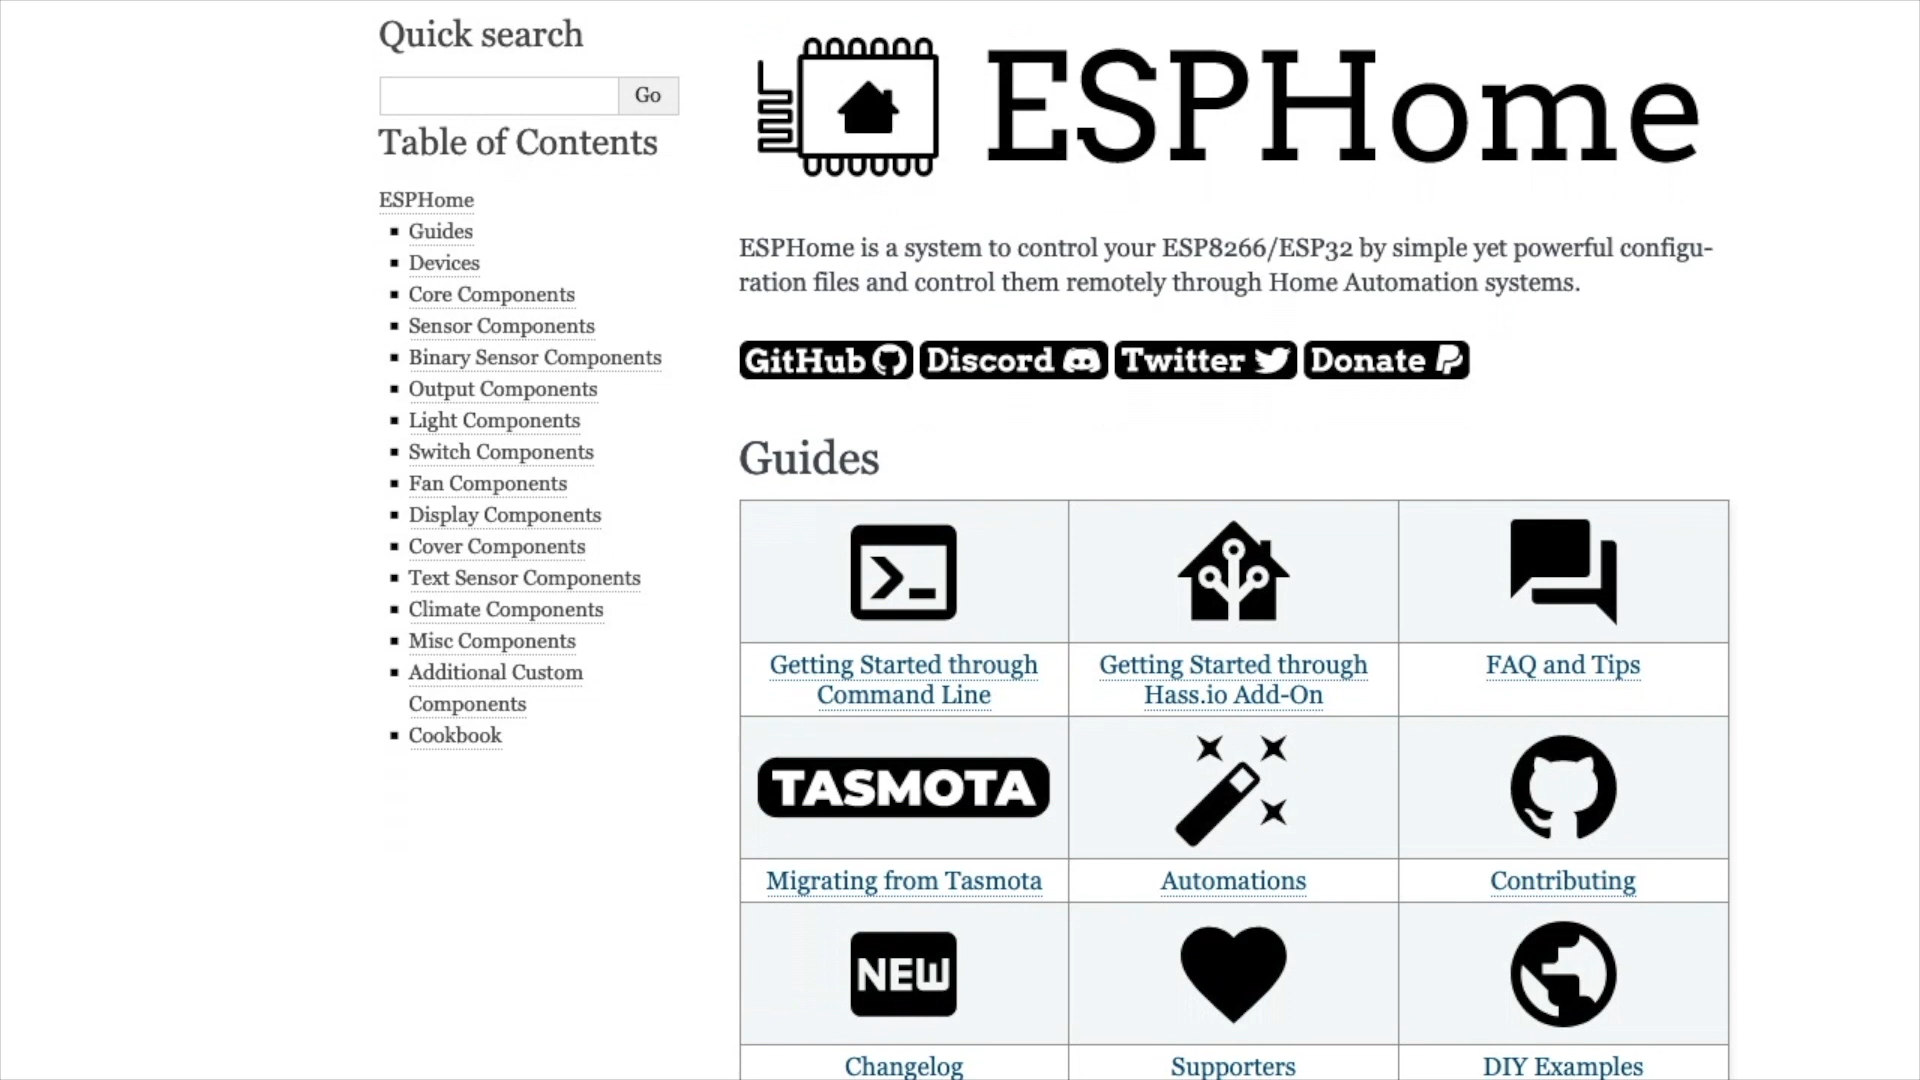 Quick search
Go
Table of Contents
ESPHome
Guides
Devices
Core Components
Sensor Components
Binary Sensor Components
Output Components
Light Components
Switch Components
Fan Components
Display Components
Cover Components
Text Sensor Components
Climate Components
Misc Components
Additional Custom
Components
Cookbook
ESPHome
ESPHome is a system to control your ESP8266/ESP32 by simple yet powerful configu-
ration files and control them remotely through Home Automation systems.
GitHub Discord Twitter Donate
Guides
Getting Started through
Command Line
Getting Started through
Hass.io Add-On
FAQ and Tips
TASMOTA
Migrating from Tasmota
Automations
Contributing
NEW
Changelog
Supporters
DIY Examples